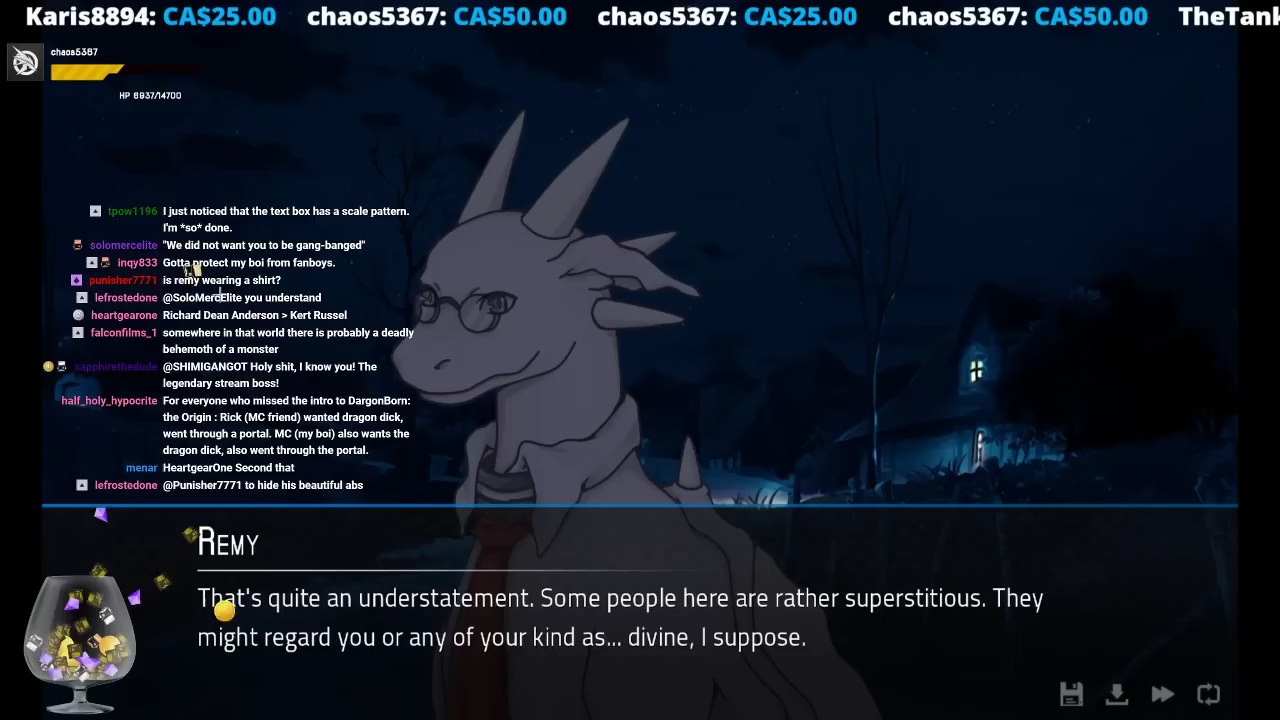 Karis8894: CA$25.00 chaos5367: CA$50.00 chaos5367: CA$25.00 chaos5367: CA$50.00 TheTank
chaos5367
HP 6937/14700
tpow1196 I just noticed that the text box has a scale pattern.
I'm *so* done.
solomercelite "We did not want you to be gang-banged"
inqy833 Gotta protect my boi from fanboys.
punisher7771 is remy wearing a shirt?
lefrostedone @SoloMercElite you understand
heartgearone Richard Dean Anderson > Kert Russel
falconfilms_1 somewhere in that world there is probably a deadly
behemoth of a monster
sapphirethedude @SHIMIGANGOT Holy shit, I know you! The
legendary stream boss!
half_holy_hypocrite For everyone who missed the intro to DargonBorn:
the Origin : Rick (MC friend) wanted dragon dick,
went through a portal. MC (my boi) also wants the
dragon dick, also went through the portal.
menar HeartgearOne Second that
lefrostedone @Punisher7771 to hide his beautiful abs
Remy
That's quite an understatement. Some people here are rather superstitious. They
might regard you or any of your kind as... divine, I suppose.